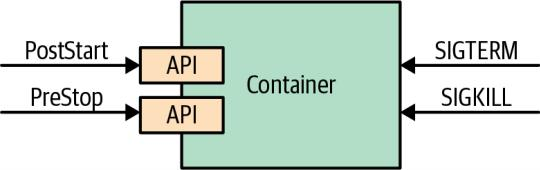 PostStart
API
SIGTERM
Container
PreStop
API
SIGKILL